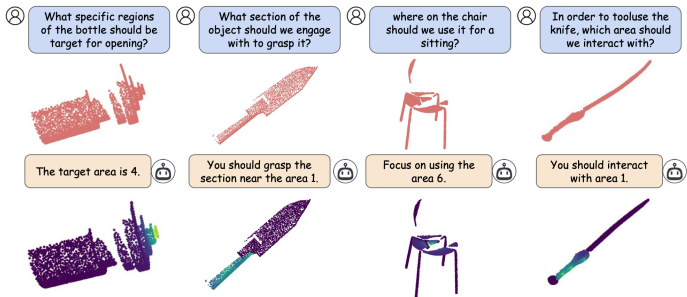 What specific regions
of the bottle should be
target for opening?
What section of the
object should we engage
with to grasp it?
where on the chair
should we use it for a
sitting?
In order to tooluse the
knife, which area should
we interact with?
The target area is 4.
You should grasp the
section near the area 1.
Focus on using the
area 6.
You should interact
with area 1.